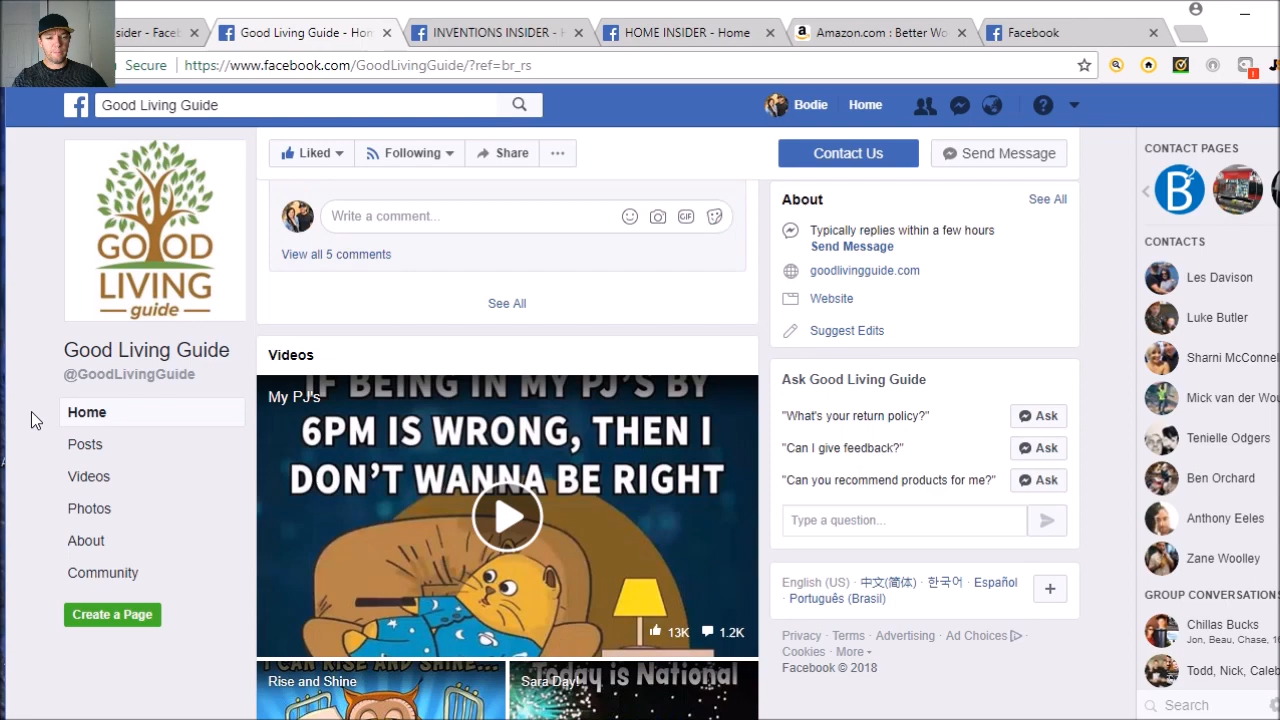 sider - Faceb
Good Living Guide - Hom
INVENTIONS INSIDER -
HOME INSIDER - Home
Amazon.com : Better Wo
Facebook
Secure
https://www.facebook.com/GoodLivingGuide/?ref=br_rs
Good Living Guide
Bodie
Home
GOOD
LIVING
guide
Good Living Guide
@GoodLivingGuide
Home
Posts
Videos
Photos
About
Community
Create a Page
Liked
Following
Share
Contact Us
Send Message
Write a comment...
GIF
View all 5 comments
See All
Videos
My PJ's
IF BEING IN MY PJ'S BY
6PM IS WRONG, THEN I
DON'T WANNA BE RIGHT
13K
1.2K
I CAN RISE AND SHINE...
Rise and Shine
Today is National
Sara Day!
About
See All
Typically replies within a few hours
Send Message
goodlivingguide.com
Website
Suggest Edits
Ask Good Living Guide
"What's your return policy?"
Ask
"Can I give feedback?"
Ask
"Can you recommend products for me?"
Ask
Type a question...
English (US) · 中文(简体) · 한국어 · Español
· Português (Brasil)
Privacy · Terms · Advertising · Ad Choices ·
Cookies · More
Facebook © 2018
CONTACT PAGES
CONTACTS
Les Davison
Luke Butler
Sharni McConne
Mick van der Wou
Tenielle Odgers
Ben Orchard
Anthony Eeles
Zane Woolley
GROUP CONVERSATIONS
Chillas Bucks
Jon, Beau, Chase, 1
Todd, Nick, Caleb
Search